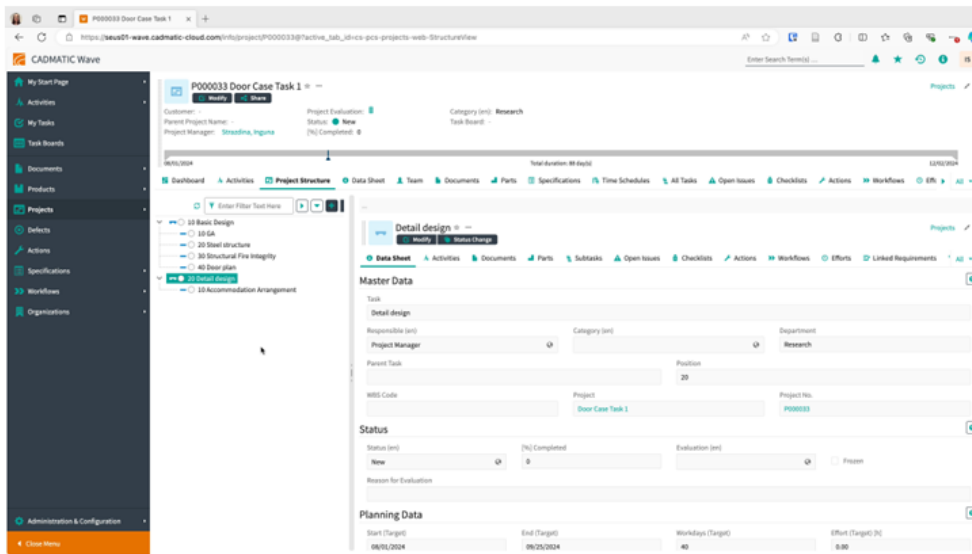 P000033 Door Case Task 1
https://seus01-wave.cadmatic-cloud.com/info/project/P000033@?active_tab_id=cs-pcs-projects-web-StructureView
CADMATIC Wave
Enter Search Term(s) ...
IS
My Start Page
Activities
My Tasks
Task Boards
Documents
Products
Projects
Defects
Actions
Specifications
Workflows
Organizations
Administration & Configuration
Close Menu
P000033 Door Case Task 1
Projects
Modify Share
Customer: - Project Evaluation: Category (en): Research
Parent Project Name: - Status: New Task Board: -
Project Manager: Strazdina, Inguna [%] Completed: 0
08/01/2024 Total duration: 88 day(s) 12/02/2024
Dashboard Activities Project Structure Data Sheet Team Documents Parts Specifications Time Schedules All Tasks Open Issues Checklists Actions Workflows Effi All
Enter Filter Text Here
10 Basic Design
10 GA
20 Steel structure
30 Structural Fire Integrity
40 Door plan
20 Detail design
10 Accommodation Arrangement
...
Detail design
Projects
Modify Status Change
Data Sheet Activities Documents Parts Subtasks Open Issues Checklists Actions Workflows Efforts Linked Requirements All
Master Data
Task
Detail design
Responsible (en) Category (en) Department
Project Manager Research
Parent Task Position
20
WBS Code Project Project No.
Door Case Task 1 P000033
Status
Status (en) [%] Completed Evaluation (en)
New 0 Frozen
Reason for Evaluation
Planning Data
Start (Target) End (Target) Workdays (Target) Effort (Target) [h]
08/01/2024 09/25/2024 40 0.00